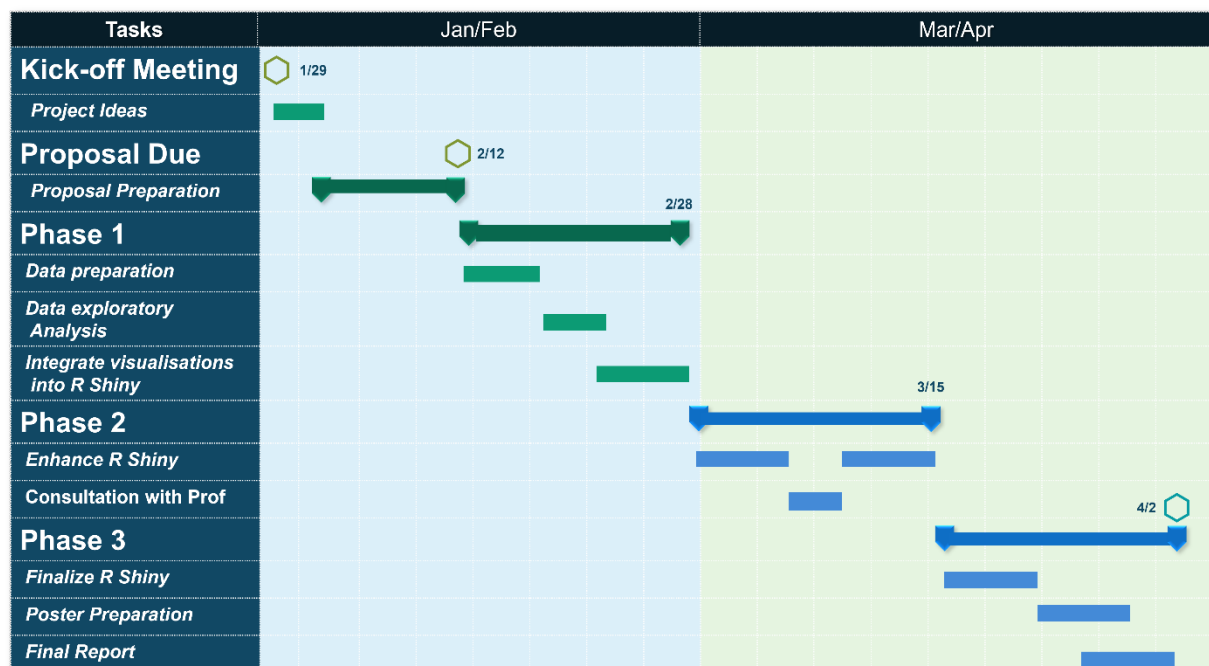 Tasks Jan/Feb Mar/Apr
Kick-off Meeting 1/29
Project Ideas
Proposal Due 2/12
Proposal Preparation
2/28
Phase 1
Data preparation
Data exploratory
Analysis
Integrate visualisations
into R Shiny
3/15
Phase 2
Enhance R Shiny
Consultation with Prof
4/2
Phase 3
Finalize R Shiny
Poster Preparation
Final Report